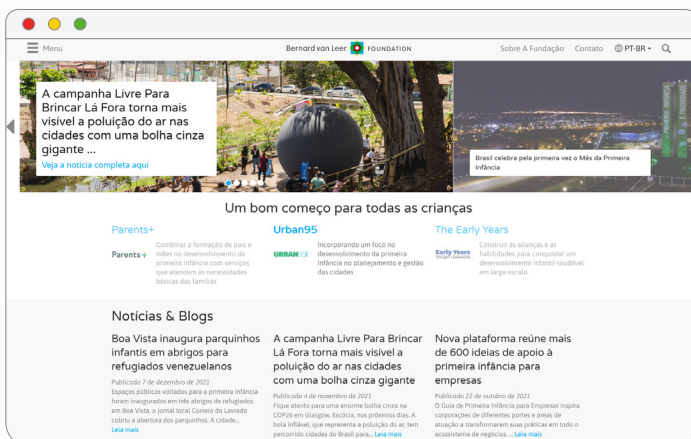 Menu
Bernard van Leer FOUNDATION
Sobre A Fundação Contato PT-BR
A campanha Livre Para
Brincar Lá Fora torna mais
visível a poluição do ar nas
cidades com uma bolha cinza
gigante ...
Veja a notícia completa aqui
Brasil celebra pela primeira vez o Mês da Primeira
Infância
Um bom começo para todas as crianças
Parents+
Parents+
Combinar a formação de pais e
mães no desenvolvimento da
primeira infância com serviços
que atendem às necessidades
básicas das famílias
Urban95
URBAN95
Incorporando um foco no
desenvolvimento da primeira
infância no planejamento e gestão
das cidades
The Early Years
Early Years
Thought Leadership
Construir as alianças e as
habilidades para conquistar um
desenvolvimento infantil saudável
em larga escala
Notícias & Blogs
Boa Vista inaugura parquinhos
infantis em abrigos para
refugiados venezuelanos
Publicado 7 de dezembro de 2021
Espaços públicos voltados para a primeira infância
foram inaugurados em três abrigos de refugiados
em Boa Vista, o jornal local Correio do Lavrado
cobriu a abertura dos parquinhos. A cidade...
Leia mais
A campanha Livre Para Brincar
Lá Fora torna mais visível a
poluição do ar nas cidades
com uma bolha cinza gigante
Publicado 4 de novembro de 2021
Fique atento para uma enorme bolha cinza na
COP26 em Glasgow, Escócia, nos próximos dias. A
bola inflável, que representa a poluição do ar, tem
percorrido cidades do Brasil para... Leia mais
Nova plataforma reúne mais
de 600 ideias de apoio à
primeira infância para
empresas
Publicado 22 de outubro de 2021
O Guia de Primeira Infância para Empresas inspira
corporações de diferentes portes e áreas de
atuação a transformarem suas práticas em todo o
ecossistema de negócios. ... Leia mais